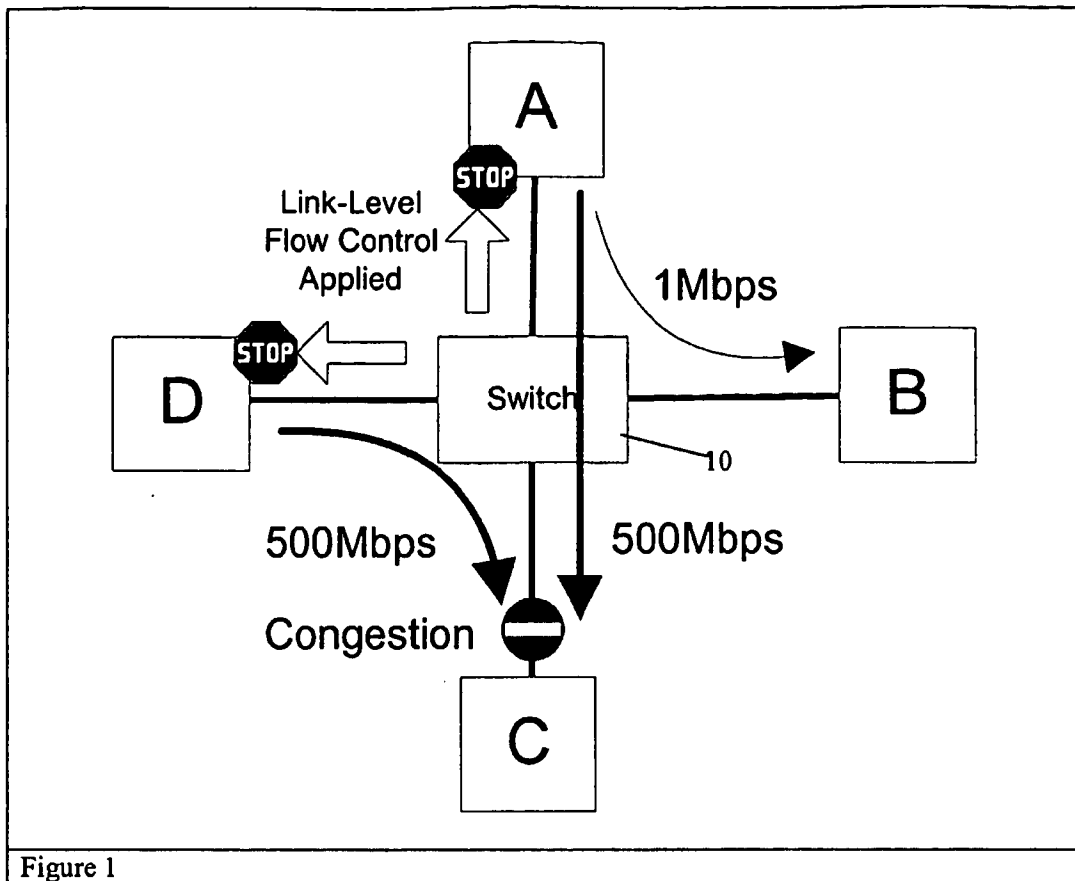 A
STOP
Link-Level
Flow Control
Applied
1Mbps
STOP
D
Switch
B
10
500Mbps
500Mbps
Congestion
C
Figure 1